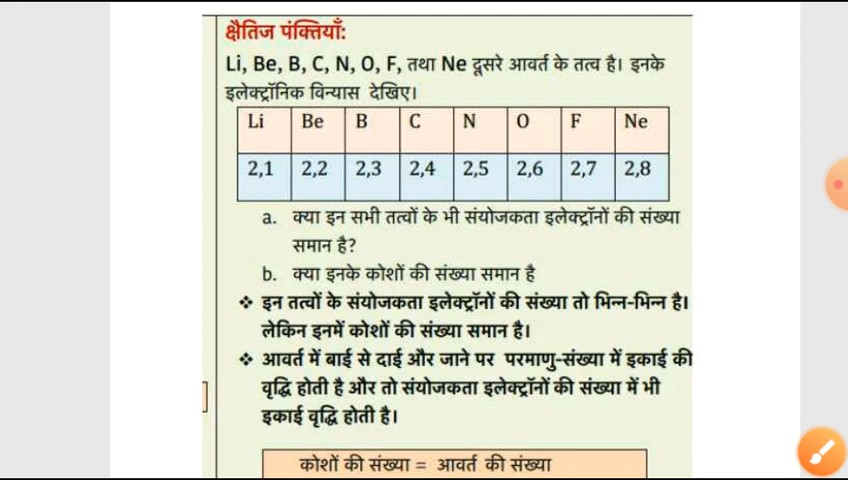 क्षैतिज पंक्तियाँ:
Li, Be, B, C, N, O, F, तथा Ne दूसरे आवर्त के तत्व है। इनके
इलेक्ट्रॉनिक विन्यास देखिए।
Li Be B C N O F Ne
2,1 2,2 2,3 2,4 2,5 2,6 2,7 2,8
a. क्या इन सभी तत्वों के भी संयोजकता इलेक्ट्रॉनों की संख्या
समान है?
b. क्या इनके कोशों की संख्या समान है
❖ इन तत्वों के संयोजकता इलेक्ट्रॉनों की संख्या तो भिन्न-भिन्न है।
लेकिन इनमें कोशों की संख्या समान है।
❖ आवर्त में बाई से दाई और जाने पर परमाणु-संख्या में इकाई की
वृद्धि होती है और तो संयोजकता इलेक्ट्रॉनों की संख्या में भी
इकाई वृद्धि होती है।
कोशों की संख्या = आवर्त की संख्या